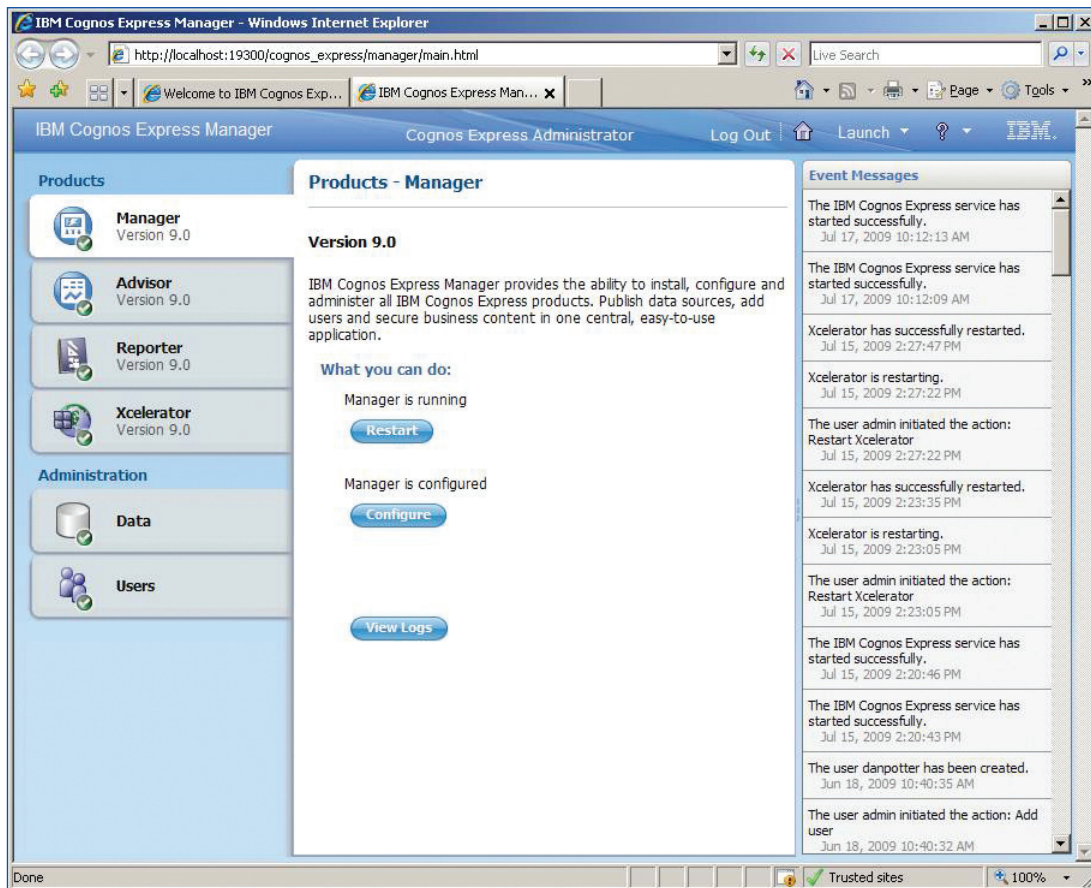 IBM Cognos Express Manager - Windows Internet Explorer
http://localhost:19300/cognos_express/manager/main.html
Live Search
Welcome to IBM Cognos Exp...
IBM Cognos Express Man...
Page
Tools
IBM Cognos Express Manager
Cognos Express Administrator
Log Out
Launch
?
IBM.
Products
Manager
Version 9.0
Advisor
Version 9.0
Reporter
Version 9.0
Xcelerator
Version 9.0
Administration
Data
Users
Products - Manager
Version 9.0
IBM Cognos Express Manager provides the ability to install, configure and
administer all IBM Cognos Express products. Publish data sources, add
users and secure business content in one central, easy-to-use
application.
What you can do:
Manager is running
Restart
Manager is configured
Configure
View Logs
Event Messages
The IBM Cognos Express service has
started successfully.
Jul 17, 2009 10:12:13 AM
The IBM Cognos Express service has
started successfully.
Jul 17, 2009 10:12:09 AM
Xcelerator has successfully restarted.
Jul 15, 2009 2:27:47 PM
Xcelerator is restarting.
Jul 15, 2009 2:27:22 PM
The user admin initiated the action:
Restart Xcelerator
Jul 15, 2009 2:27:22 PM
Xcelerator has successfully restarted.
Jul 15, 2009 2:23:35 PM
Xcelerator is restarting.
Jul 15, 2009 2:23:05 PM
The user admin initiated the action:
Restart Xcelerator
Jul 15, 2009 2:23:05 PM
The IBM Cognos Express service has
started successfully.
Jul 15, 2009 2:20:46 PM
The IBM Cognos Express service has
started successfully.
Jul 15, 2009 2:20:43 PM
The user danpotter has been created.
Jun 18, 2009 10:40:35 AM
The user admin initiated the action: Add
user
Jun 18, 2009 10:40:32 AM
Done
Trusted sites
100%